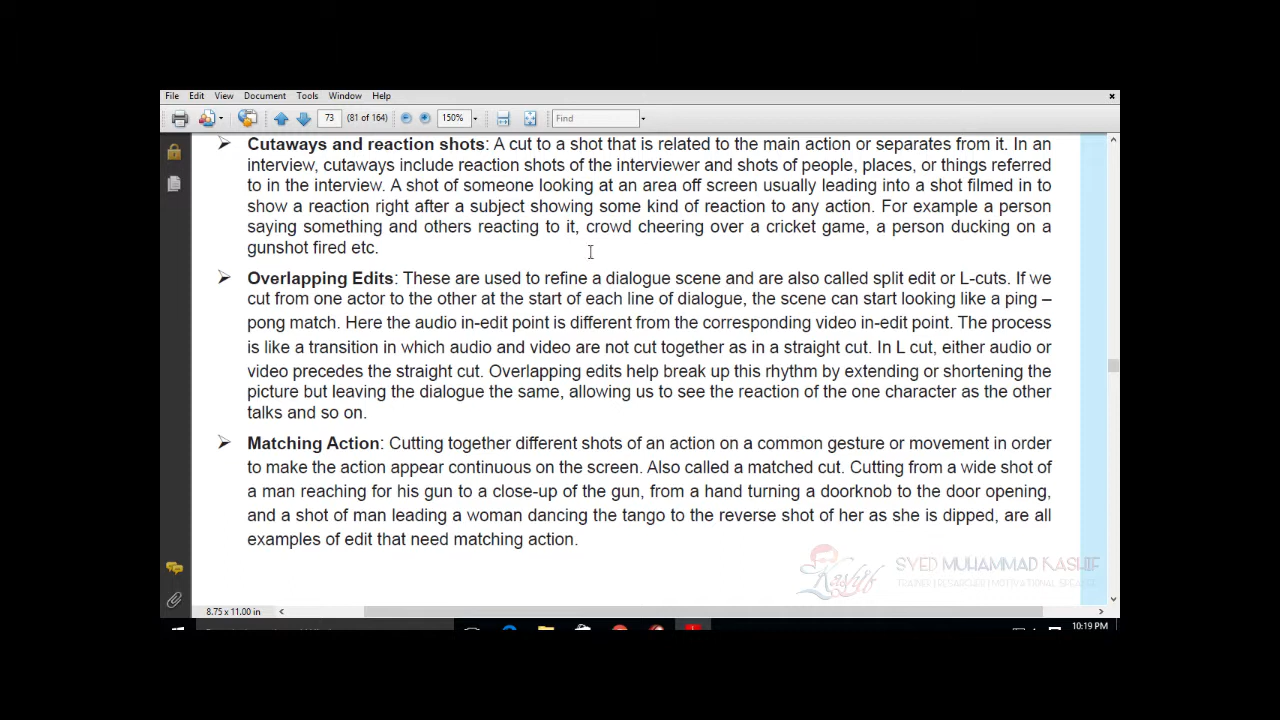 File Edit View Document Tools Window Help
73 (81 of 164) 150% Find
Cutaways and reaction shots: A cut to a shot that is related to the main action or separates from it. In an
interview, cutaways include reaction shots of the interviewer and shots of people, places, or things referred
to in the interview. A shot of someone looking at an area off screen usually leading into a shot filmed in to
show a reaction right after a subject showing some kind of reaction to any action. For example a person
saying something and others reacting to it, crowd cheering over a cricket game, a person ducking on a
gunshot fired etc.
Overlapping Edits: These are used to refine a dialogue scene and are also called split edit or L-cuts. If we
cut from one actor to the other at the start of each line of dialogue, the scene can start looking like a ping –
pong match. Here the audio in-edit point is different from the corresponding video in-edit point. The process
is like a transition in which audio and video are not cut together as in a straight cut. In L cut, either audio or
video precedes the straight cut. Overlapping edits help break up this rhythm by extending or shortening the
picture but leaving the dialogue the same, allowing us to see the reaction of the one character as the other
talks and so on.
Matching Action: Cutting together different shots of an action on a common gesture or movement in order
to make the action appear continuous on the screen. Also called a matched cut. Cutting from a wide shot of
a man reaching for his gun to a close-up of the gun, from a hand turning a doorknob to the door opening,
and a shot of man leading a woman dancing the tango to the reverse shot of her as she is dipped, are all
examples of edit that need matching action.
Kashif
SYED MUHAMMAD KASHIF
TRAINER | RESEARCHER | MOTIVATIONAL SPEAKER
8.75 x 11.00 in
10:19 PM